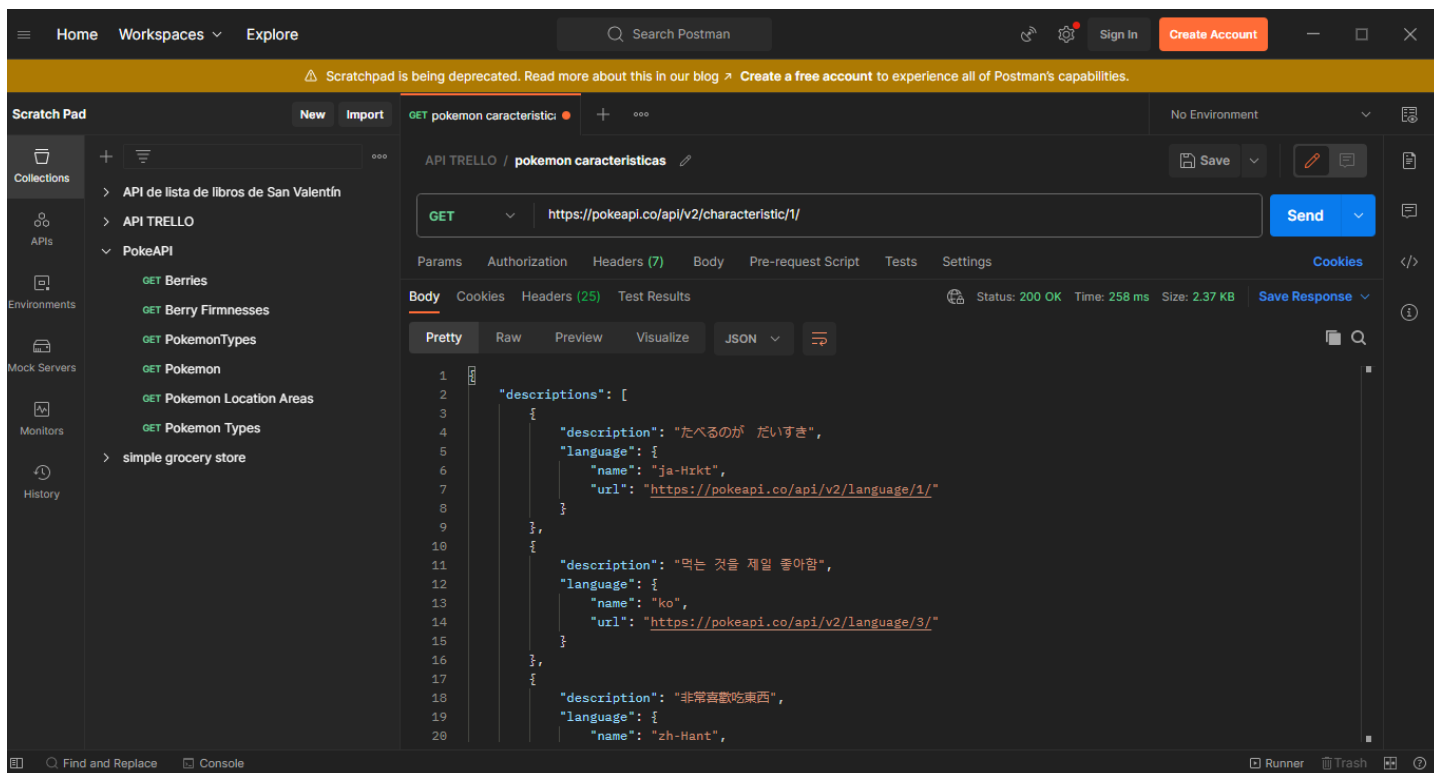 Home Workspaces Explore Search Postman Sign In Create Account
Scratchpad is being deprecated. Read more about this in our blog ↗ Create a free account to experience all of Postman's capabilities.
Scratch Pad New Import
GET pokemon caracteristic No Environment
Collections
APIs
Environments
Mock Servers
Monitors
History
API de lista de libros de San Valentín
API TRELLO
PokeAPI
GET Berries
GET Berry Firmnesses
GET PokemonTypes
GET Pokemon
GET Pokemon Location Areas
GET Pokemon Types
simple grocery store
API TRELLO / pokemon caracteristicas Save
GET https://pokeapi.co/api/v2/characteristic/1/ Send
Params Authorization Headers (7) Body Pre-request Script Tests Settings Cookies
Body Cookies Headers (25) Test Results Status: 200 OK Time: 258 ms Size: 2.37 KB Save Response
Pretty Raw Preview Visualize JSON
1 {
2 "descriptions": [
3 {
4 "description": "たべるのが　だいすき",
5 "language": {
6 "name": "ja-Hrkt",
7 "url": "https://pokeapi.co/api/v2/language/1/"
8 }
9 },
10 {
11 "description": "먹는 것을 제일 좋아함",
12 "language": {
13 "name": "ko",
14 "url": "https://pokeapi.co/api/v2/language/3/"
15 }
16 },
17 {
18 "description": "非常喜歡吃東西",
19 "language": {
20 "name": "zh-Hant",
Find and Replace Console Runner Trash